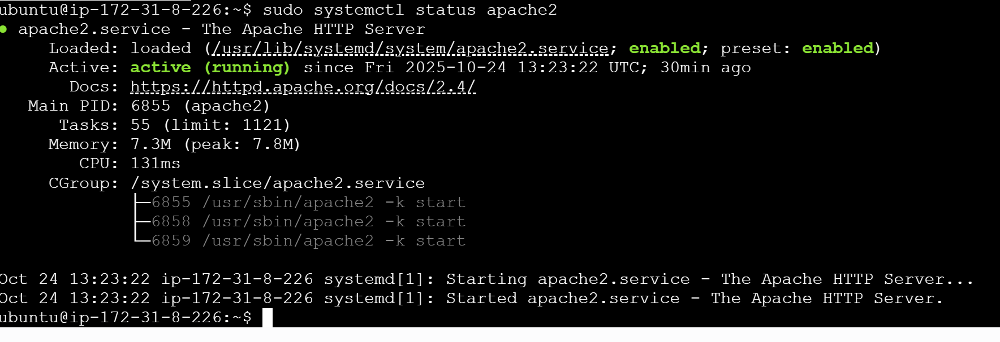 ubuntu@ip-172-31-8-226:~$ sudo systemctl status apache2
● apache2.service - The Apache HTTP Server
     Loaded: loaded (/usr/lib/systemd/system/apache2.service; enabled; preset: enabled)
     Active: active (running) since Fri 2025-10-24 13:23:22 UTC; 30min ago
       Docs: https://httpd.apache.org/docs/2.4/
   Main PID: 6855 (apache2)
      Tasks: 55 (limit: 1121)
     Memory: 7.3M (peak: 7.8M)
        CPU: 131ms
     CGroup: /system.slice/apache2.service
             ├─6855 /usr/sbin/apache2 -k start
             ├─6858 /usr/sbin/apache2 -k start
             └─6859 /usr/sbin/apache2 -k start
Oct 24 13:23:22 ip-172-31-8-226 systemd[1]: Starting apache2.service - The Apache HTTP Server...
Oct 24 13:23:22 ip-172-31-8-226 systemd[1]: Started apache2.service - The Apache HTTP Server.
ubuntu@ip-172-31-8-226:~$